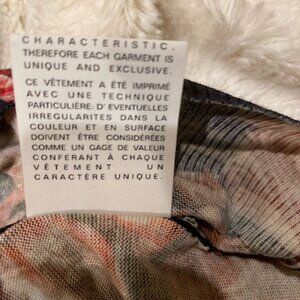 CHARACTERISTIC.
THEREFORE EACH GARMENT IS
UNIQUE AND EXCLUSIVE.
CE VÊTEMENT A ÉTÉ IMPRIMÉ
AVEC UNE TECHNIQUE
PARTICULIÈRE: D' EVENTUELLES
IRREGULARITES DANS LA
COULEUR ET EN SURFACE
DOIVENT ÊTRE CONSIDÉRÉES
COMME UN GAGE DE VALEUR
CONFERANT À CHAQUE
VÊTEMENT UN
CARACTÈRE UNIQUE.